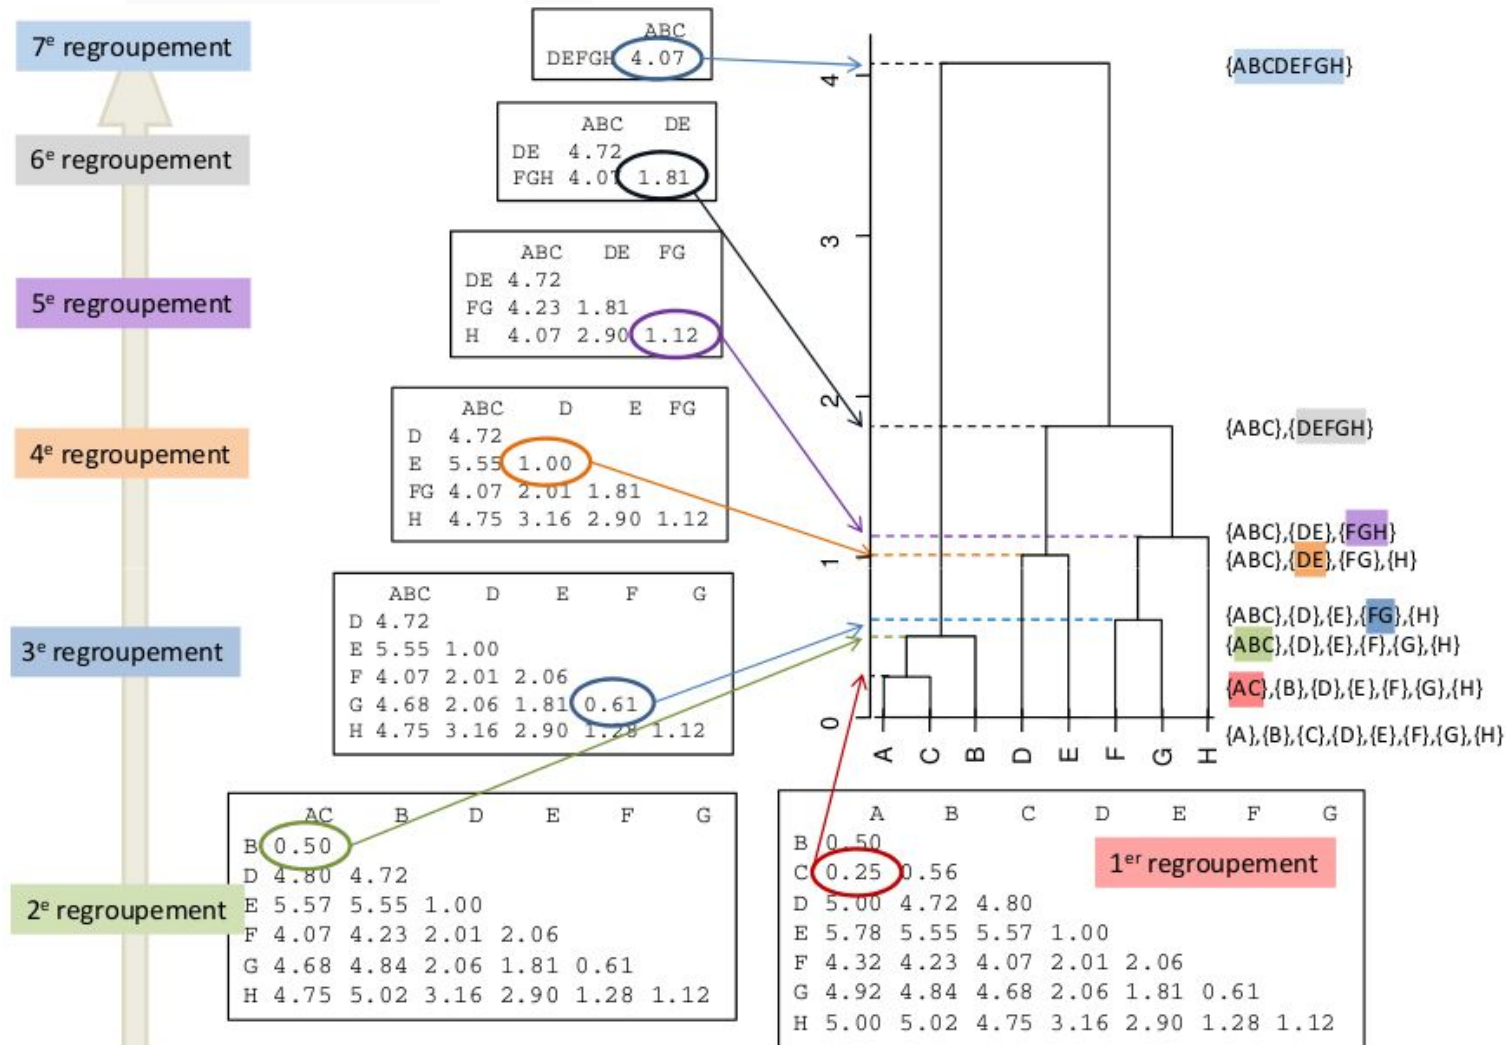 7e regroupement
6e regroupement
5e regroupement
4e regroupement
3e regroupement
2e regroupement
ABC
DEFGH 4.07
ABC DE
DE 4.72
FGH 4.07 1.81
ABC DE FG
DE 4.72
FG 4.23 1.81
H 4.07 2.90 1.12
ABC D E FG
D 4.72
E 5.55 1.00
FG 4.07 2.01 1.81
H 4.75 3.16 2.90 1.12
ABC D E F G
D 4.72
E 5.55 1.00
F 4.07 2.01 2.06
G 4.68 2.06 1.81 0.61
H 4.75 3.16 2.90 1.28 1.12
AC B D E F G
B 0.50
D 4.80 4.72
E 5.57 5.55 1.00
F 4.07 4.23 2.01 2.06
G 4.68 4.84 2.06 1.81 0.61
H 4.75 5.02 3.16 2.90 1.28 1.12
4
3
2
1
0
A C B D E F G H
{ABCDEFGH}
{ABC},{DEFGH}
{ABC},{DE},{FGH}
{ABC},{DE},{FG},{H}
{ABC},{D},{E},{FG},{H}
{ABC},{D},{E},{F},{G},{H}
{AC},{B},{D},{E},{F},{G},{H}
{A},{B},{C},{D},{E},{F},{G},{H}
A B C D E F G
B 0.50
C 0.25 0.56
D 5.00 4.72 4.80
E 5.78 5.55 5.57 1.00
F 4.32 4.23 4.07 2.01 2.06
G 4.92 4.84 4.68 2.06 1.81 0.61
H 5.00 5.02 4.75 3.16 2.90 1.28 1.12
1er regroupement